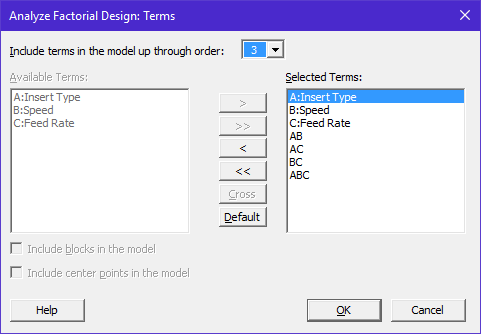 Analyze Factorial Design: Terms
Include terms in the model up through order: 3
Available Terms:
A:Insert Type
B:Speed
C:Feed Rate
>
>>
<
<<
Cross
Default
Selected Terms:
A:Insert Type
B:Speed
C:Feed Rate
AB
AC
BC
ABC
Include blocks in the model
Include center points in the model
Help
OK
Cancel